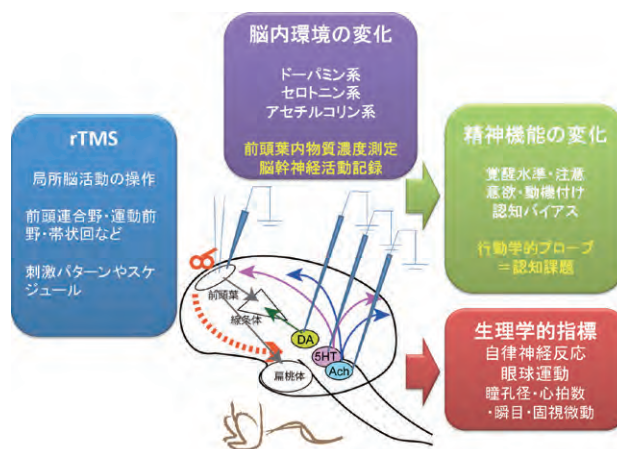 脳内環境の変化
ドーパミン系
セロトニン系
アセチルコリン系
前頭葉内物質濃度測定
脳幹神経活動記録
rTMS
局所脳活動の操作
前頭連合野・運動前
野・帯状回など
刺激パターンやスケ
ジュール
精神機能の変化
覚醒水準・注意
意欲・動機付け
認知バイアス
行動学的プローブ
＝認知課題
前頭葉
線条体
DA
5HT
Ach
扁桃体
生理学的指標
自律神経反応
眼球運動
瞳孔径・心拍数
・瞬目・固視微動